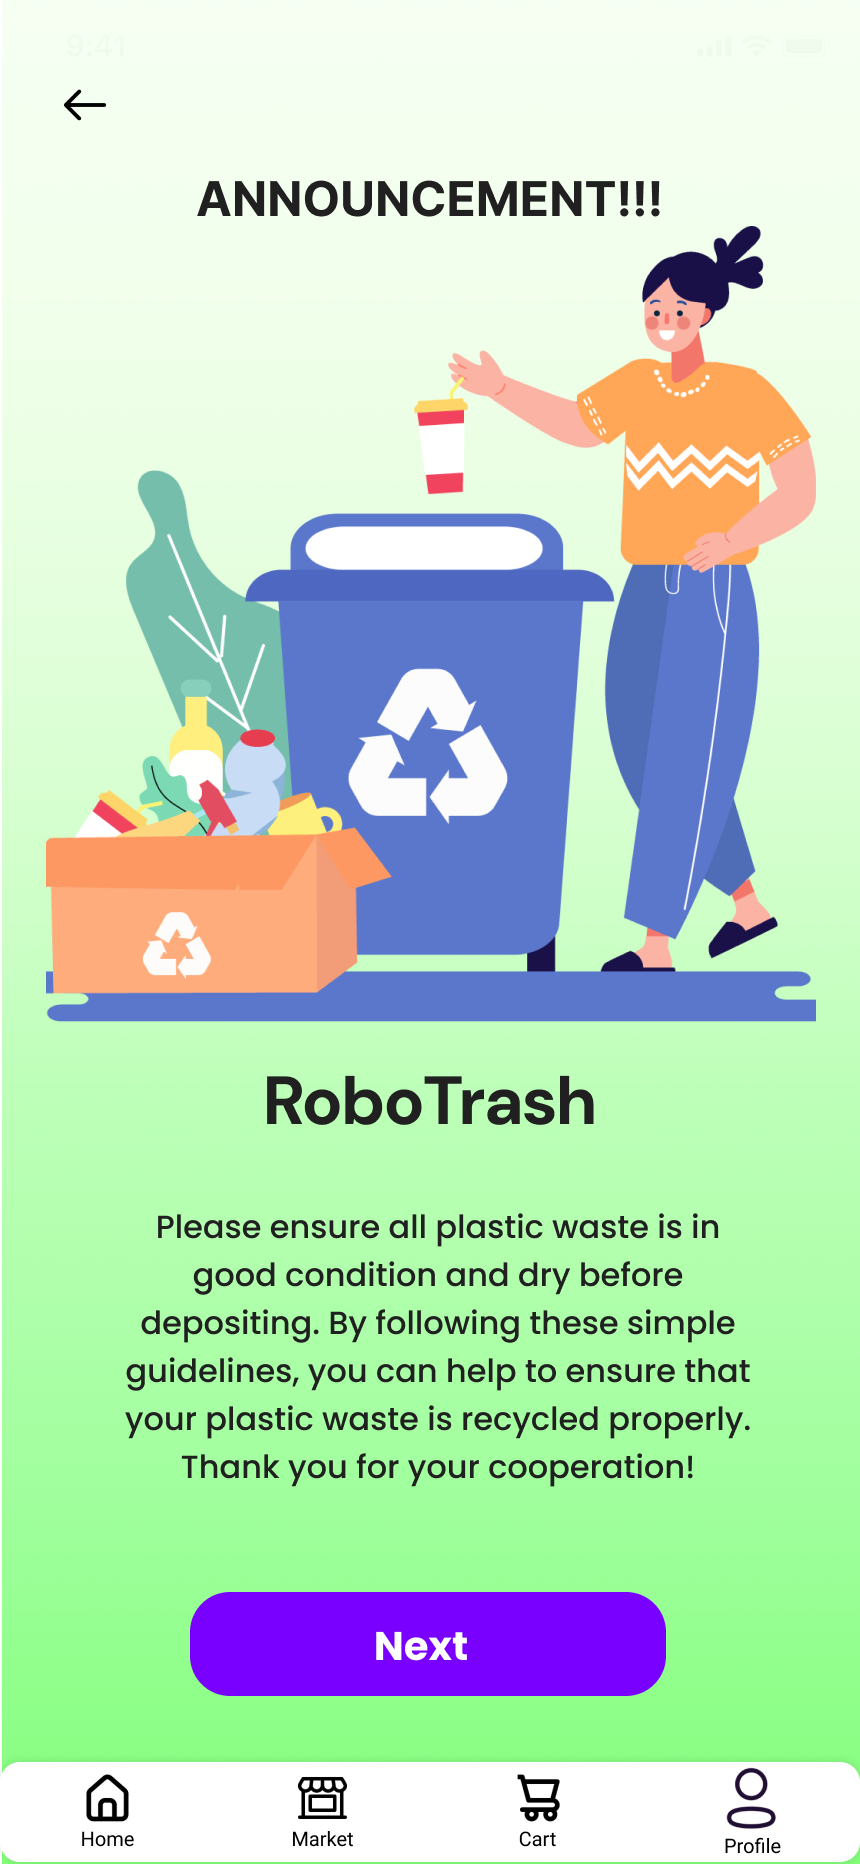 9:41
ANNOUNCEMENT!!!
RoboTrash
Please ensure all plastic waste is in
good condition and dry before
depositing. By following these simple
guidelines, you can help to ensure that
your plastic waste is recycled properly.
Thank you for your cooperation!
Next
Home
Market
Cart
Profile